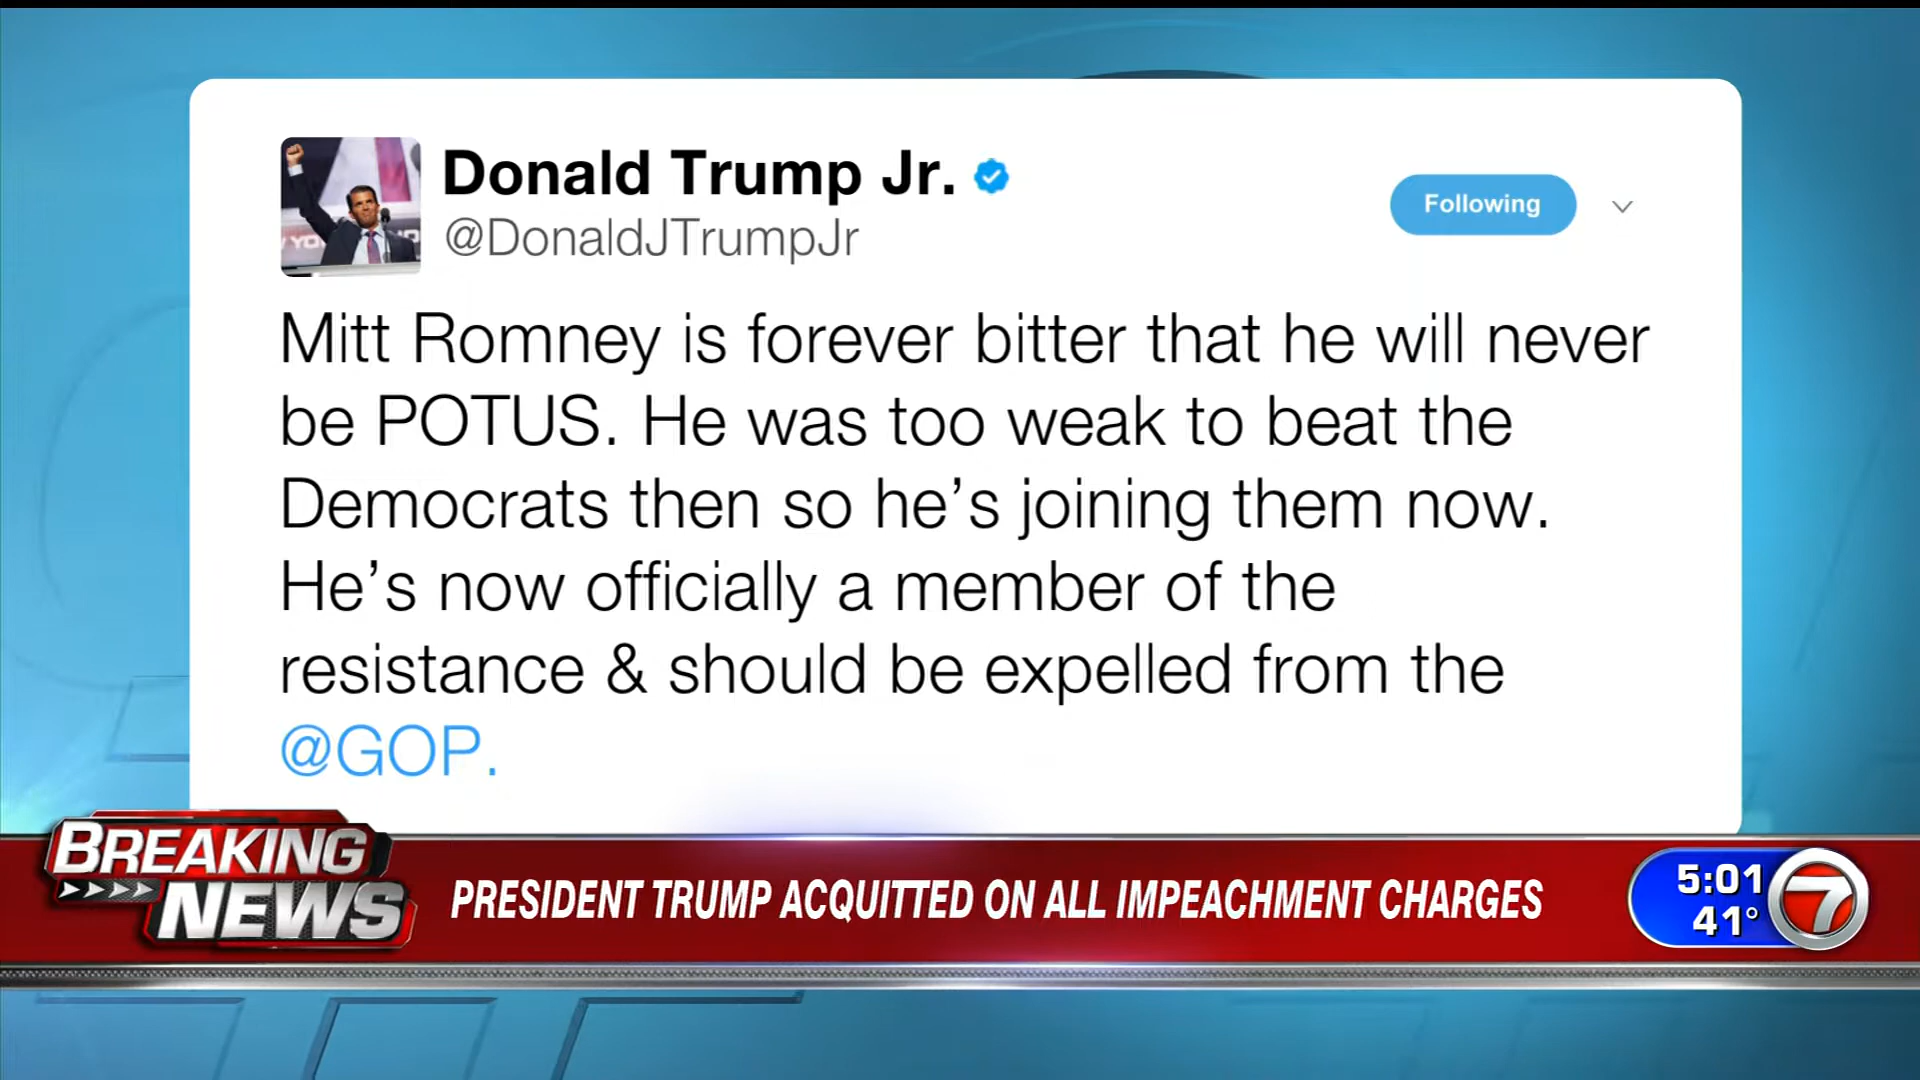 Donald Trump Jr.
@DonaldJTrumpJr
Following
Mitt Romney is forever bitter that he will never
be POTUS. He was too weak to beat the
Democrats then so he's joining them now.
He's now officially a member of the
resistance & should be expelled from the
@GOP.
BREAKING
NEWS
PRESIDENT TRUMP ACQUITTED ON ALL IMPEACHMENT CHARGES
5:01
41°
7